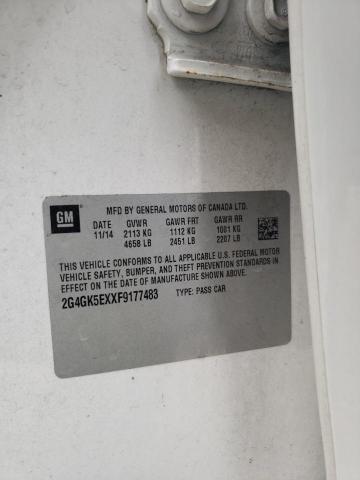 GM
MFD BY GENERAL MOTORS OF CANADA LTD.
DATE GVWR GAWR FRT GAWR RR
11/14 2113 KG 1112 KG 1001 KG
4658 LB 2451 LB 2207 LB
THIS VEHICLE CONFORMS TO ALL APPLICABLE U.S. FEDERAL MOTOR
VEHICLE SAFETY, BUMPER, AND THEFT PREVENTION STANDARDS IN
EFFECT ON THE DATE OF MANUFACTURE SHOWN ABOVE.
2G4GK5EXXF9177483 TYPE: PASS CAR